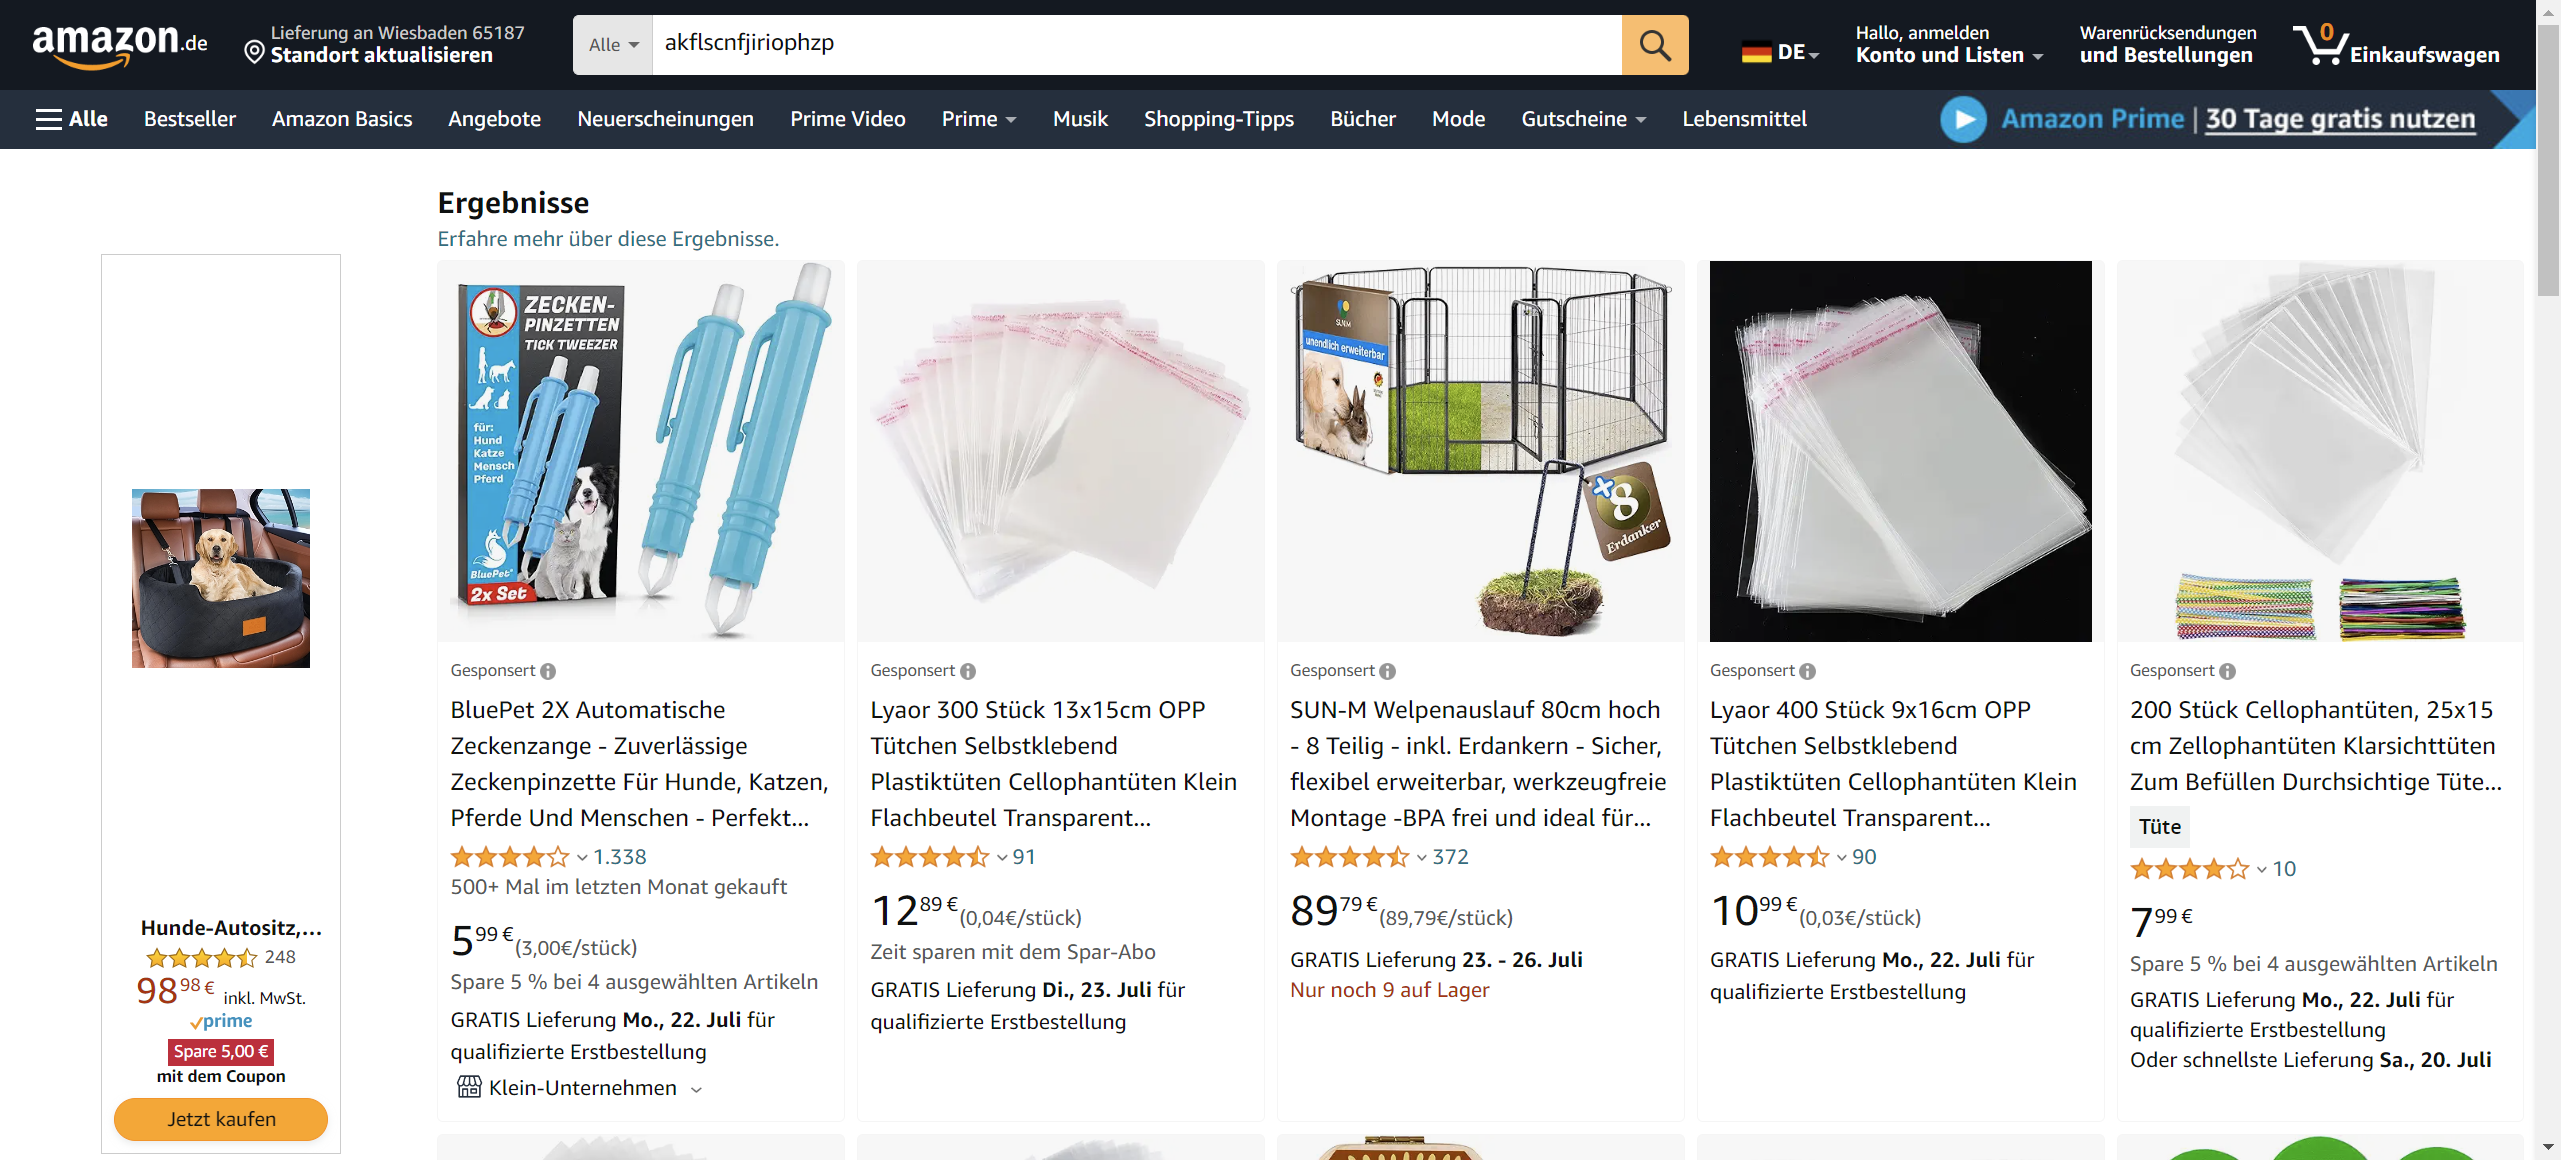 amazon.de
Lieferung an Wiesbaden 65187
Standort aktualisieren
Alle
akflscnfjiriophzp
DE
Hallo, anmelden
Konto und Listen
Warenrücksendungen
und Bestellungen
0
Einkaufswagen
Alle
Bestseller
Amazon Basics
Angebote
Neuerscheinungen
Prime Video
Prime
Musik
Shopping-Tipps
Bücher
Mode
Gutscheine
Lebensmittel
Amazon Prime | 30 Tage gratis nutzen
Ergebnisse
Erfahre mehr über diese Ergebnisse.
Hunde-Autositz,...
248
98 98 € inkl. MwSt.
prime
Spare 5,00 €
mit dem Coupon
Jetzt kaufen
ZECKEN-
PINZETTEN
TICK TWEEZER
für:
Hund
Katze
Mensch
Pferd
BluePet®
2x Set
Gesponsert
BluePet 2X Automatische
Zeckenzange - Zuverlässige
Zeckenpinzette Für Hunde, Katzen,
Pferde Und Menschen - Perfekt...
1.338
500+ Mal im letzten Monat gekauft
5 99 € (3,00€/stück)
Spare 5 % bei 4 ausgewählten Artikeln
GRATIS Lieferung Mo., 22. Juli für
qualifizierte Erstbestellung
Klein-Unternehmen
Gesponsert
Lyaor 300 Stück 13x15cm OPP
Tütchen Selbstklebend
Plastiktüten Cellophantüten Klein
Flachbeutel Transparent...
91
12 89 € (0,04€/stück)
Zeit sparen mit dem Spar-Abo
GRATIS Lieferung Di., 23. Juli für
qualifizierte Erstbestellung
SUN-M
unendlich erweiterbar
x8
Erdanker
Gesponsert
SUN-M Welpenauslauf 80cm hoch
- 8 Teilig - inkl. Erdankern - Sicher,
flexibel erweiterbar, werkzeugfreie
Montage -BPA frei und ideal für...
372
89 79 € (89,79€/stück)
GRATIS Lieferung 23. - 26. Juli
Nur noch 9 auf Lager
Gesponsert
Lyaor 400 Stück 9x16cm OPP
Tütchen Selbstklebend
Plastiktüten Cellophantüten Klein
Flachbeutel Transparent...
90
10 99 € (0,03€/stück)
GRATIS Lieferung Mo., 22. Juli für
qualifizierte Erstbestellung
Gesponsert
200 Stück Cellophantüten, 25x15
cm Zellophantüten Klarsichttüten
Zum Befüllen Durchsichtige Tüte...
Tüte
10
7 99 €
Spare 5 % bei 4 ausgewählten Artikeln
GRATIS Lieferung Mo., 22. Juli für
qualifizierte Erstbestellung
Oder schnellste Lieferung Sa., 20. Juli